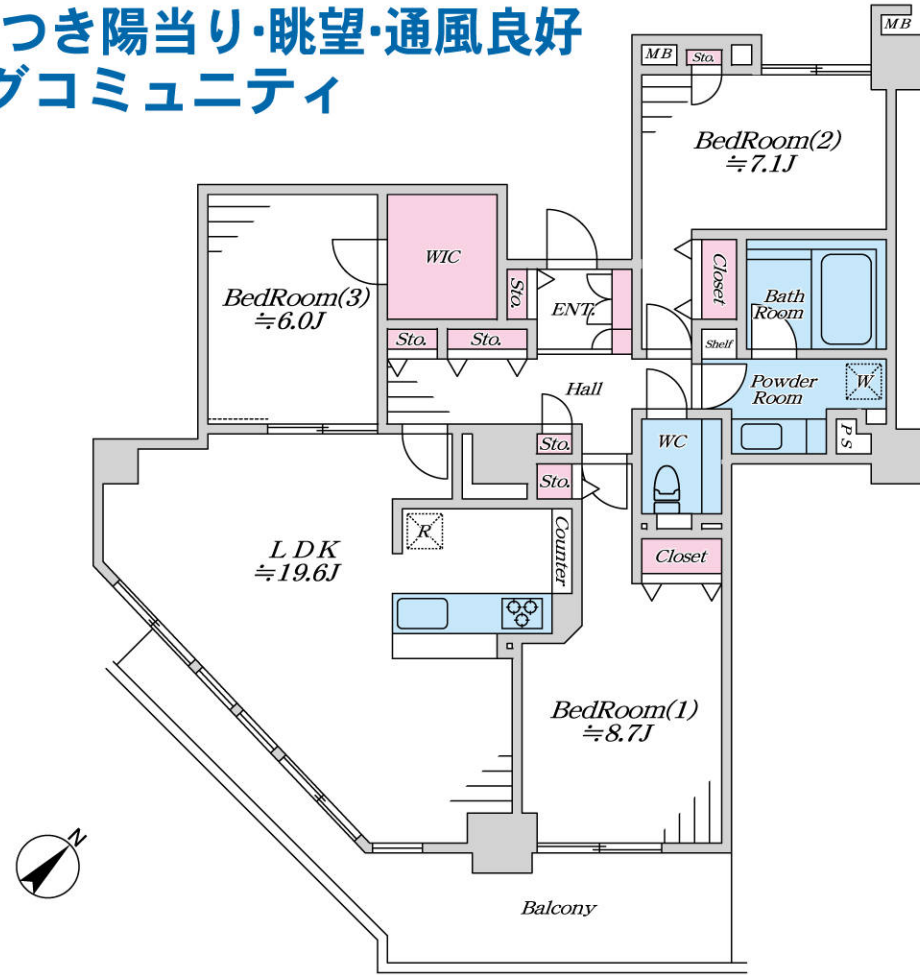 つき陽当り・眺望・通風良好
グコミュニティ
MB
MB
Sto.
BedRoom(2)
≒7.1J
WIC
BedRoom(3)
≒6.0J
Sto.
ENT.
Closet
Bath
Room
Sto.
Sto.
Shelf
Hall
Powder
Room
W
PS
WC
Sto.
Sto.
R
Counter
LDK
≒19.6J
Closet
BedRoom(1)
≒8.7J
N
Balcony